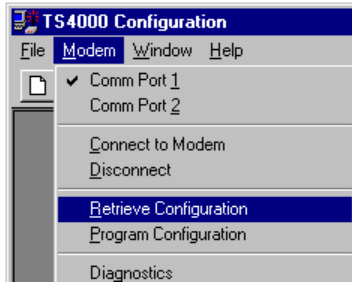 TS4000 Configuration
File Modem Window Help
Comm Port 1
Comm Port 2
Connect to Modem
Disconnect
Retrieve Configuration
Program Configuration
Diagnostics